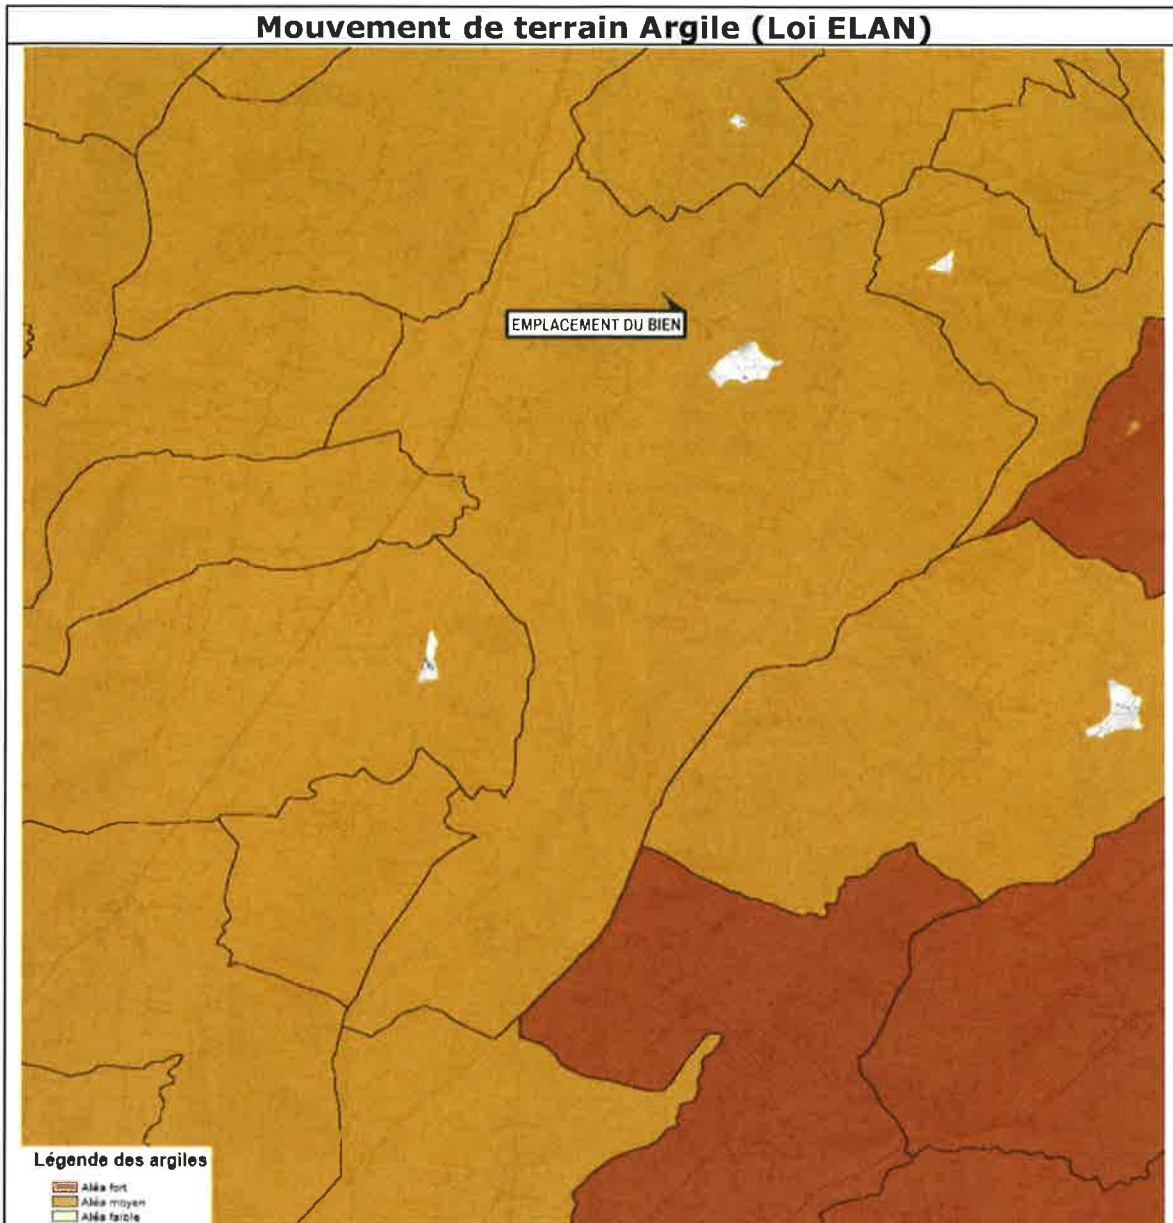 Mouvement de terrain Argile (Loi ELAN)
EMPLACEMENT DU BIEN
Légende des argiles
Aléa fort
Aléa moyen
Aléa faible